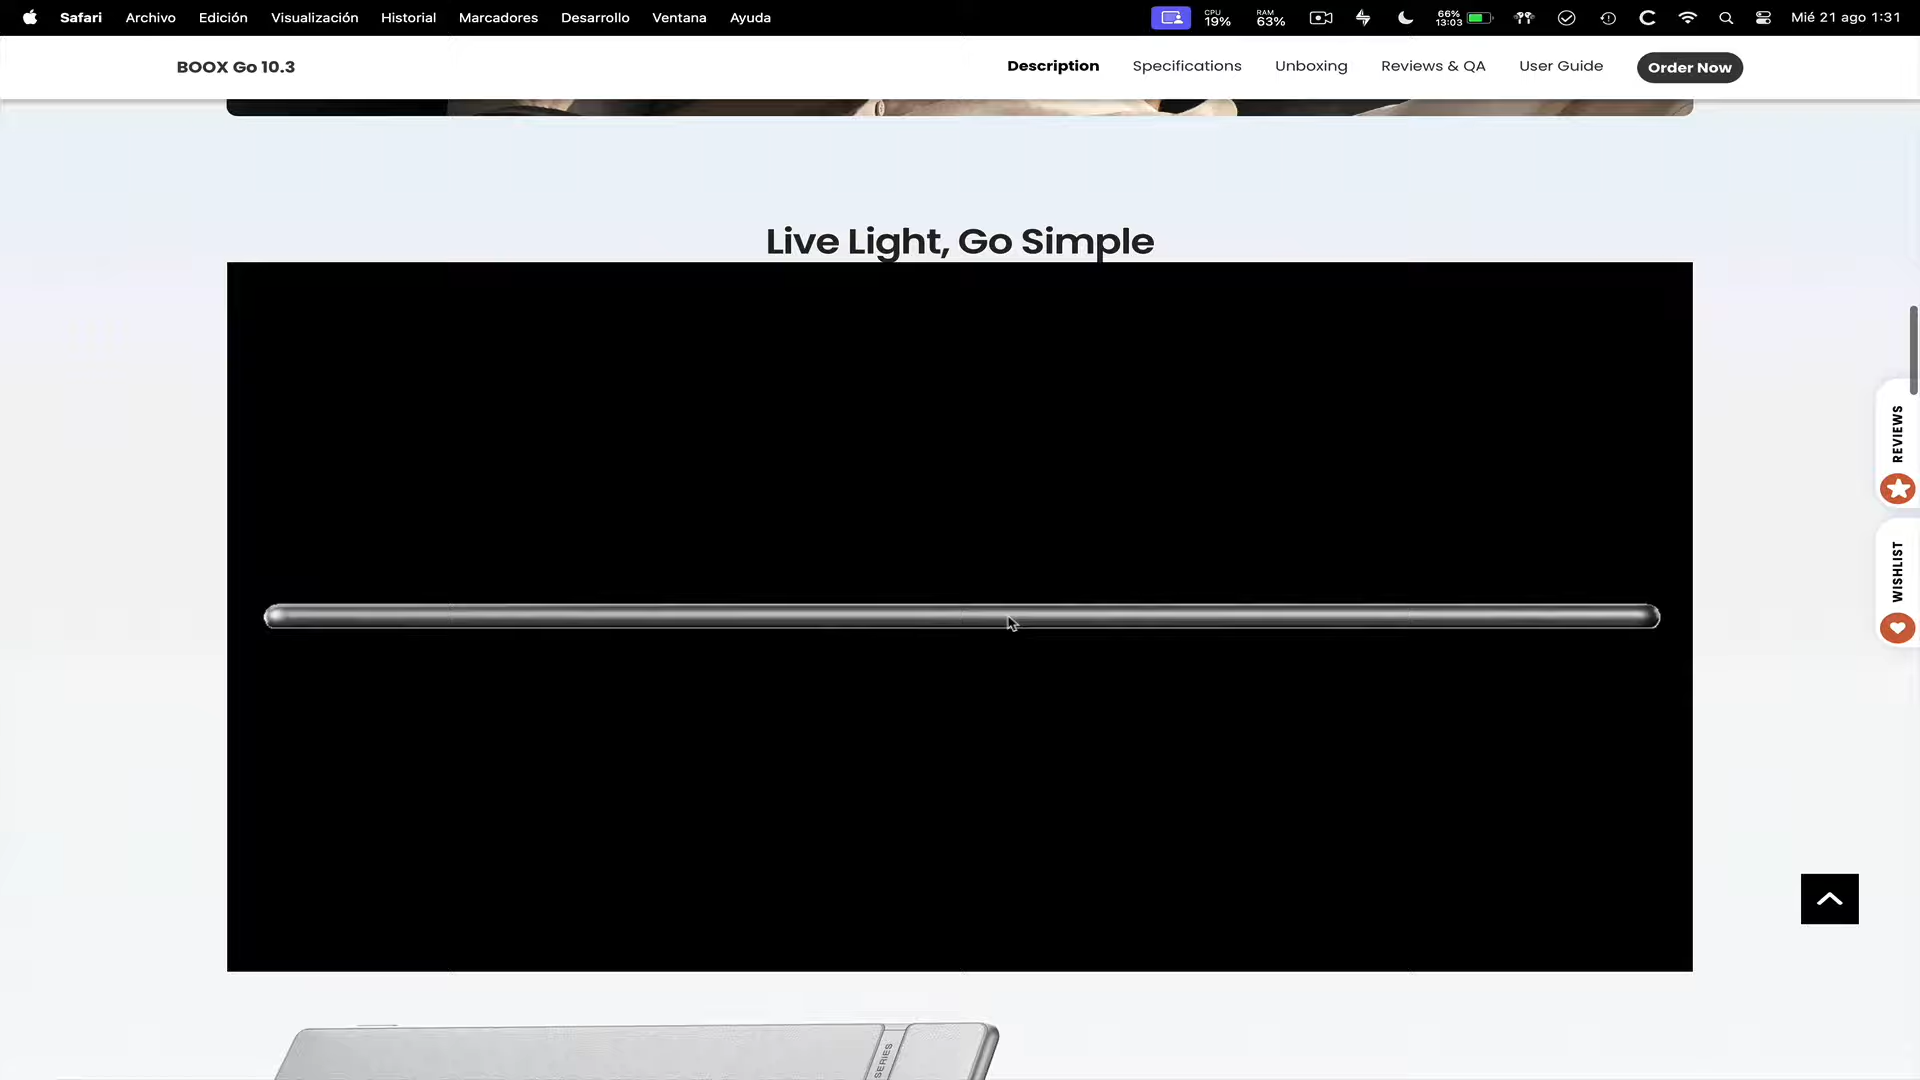 Safari Archivo Edición Visualización Historial Marcadores Desarrollo Ventana Ayuda CPU 19% RAM 63% 66% 13:03 Mié 21 ago 1:31
BOOX Go 10.3 Description Specifications Unboxing Reviews & QA User Guide Order Now
Live Light, Go Simple
REVIEWS
WISHLIST
SERIES